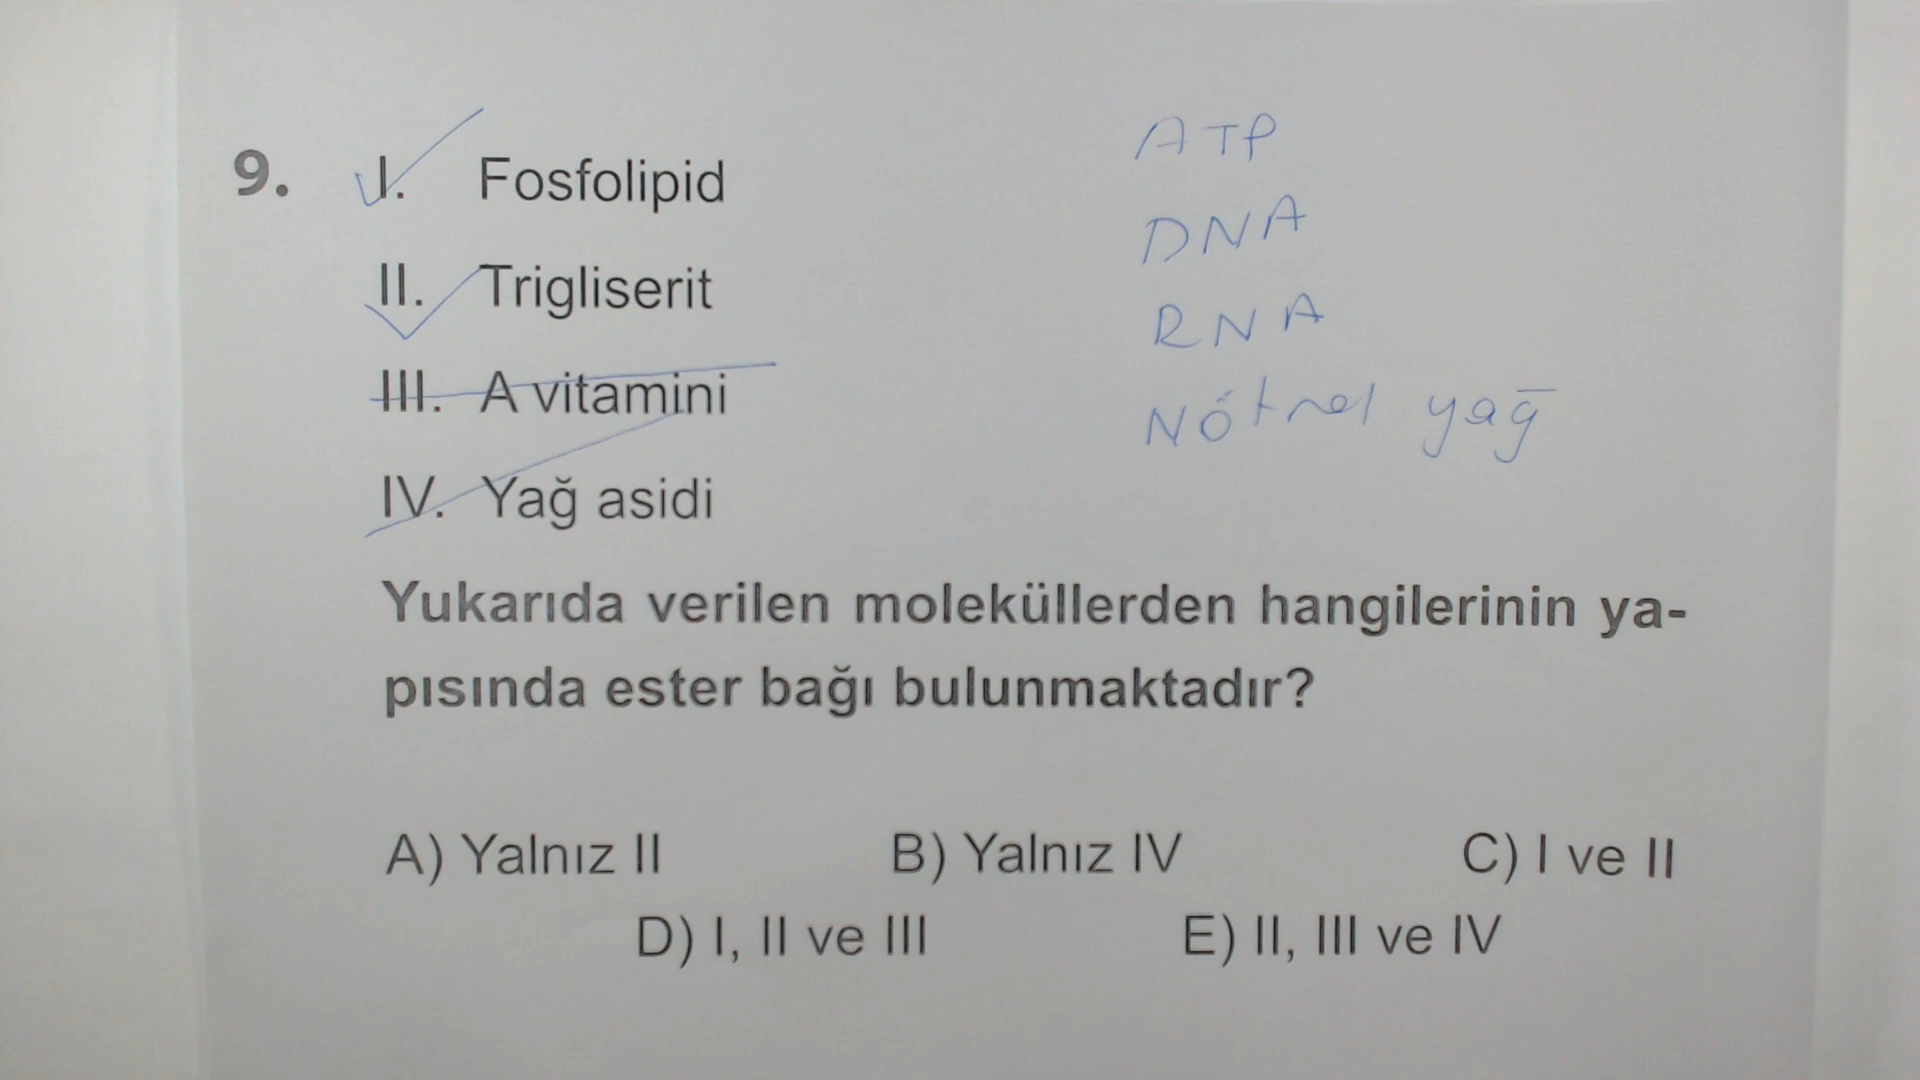 9. I. Fosfolipid
II. Trigliserit
III. A vitamini
IV. Yağ asidi
ATP
DNA
RNA
Nötrel yağ
Yukarıda verilen moleküllerden hangilerinin ya-
pısında ester bağı bulunmaktadır?
A) Yalnız II B) Yalnız IV C) I ve II
D) I, II ve III E) II, III ve IV